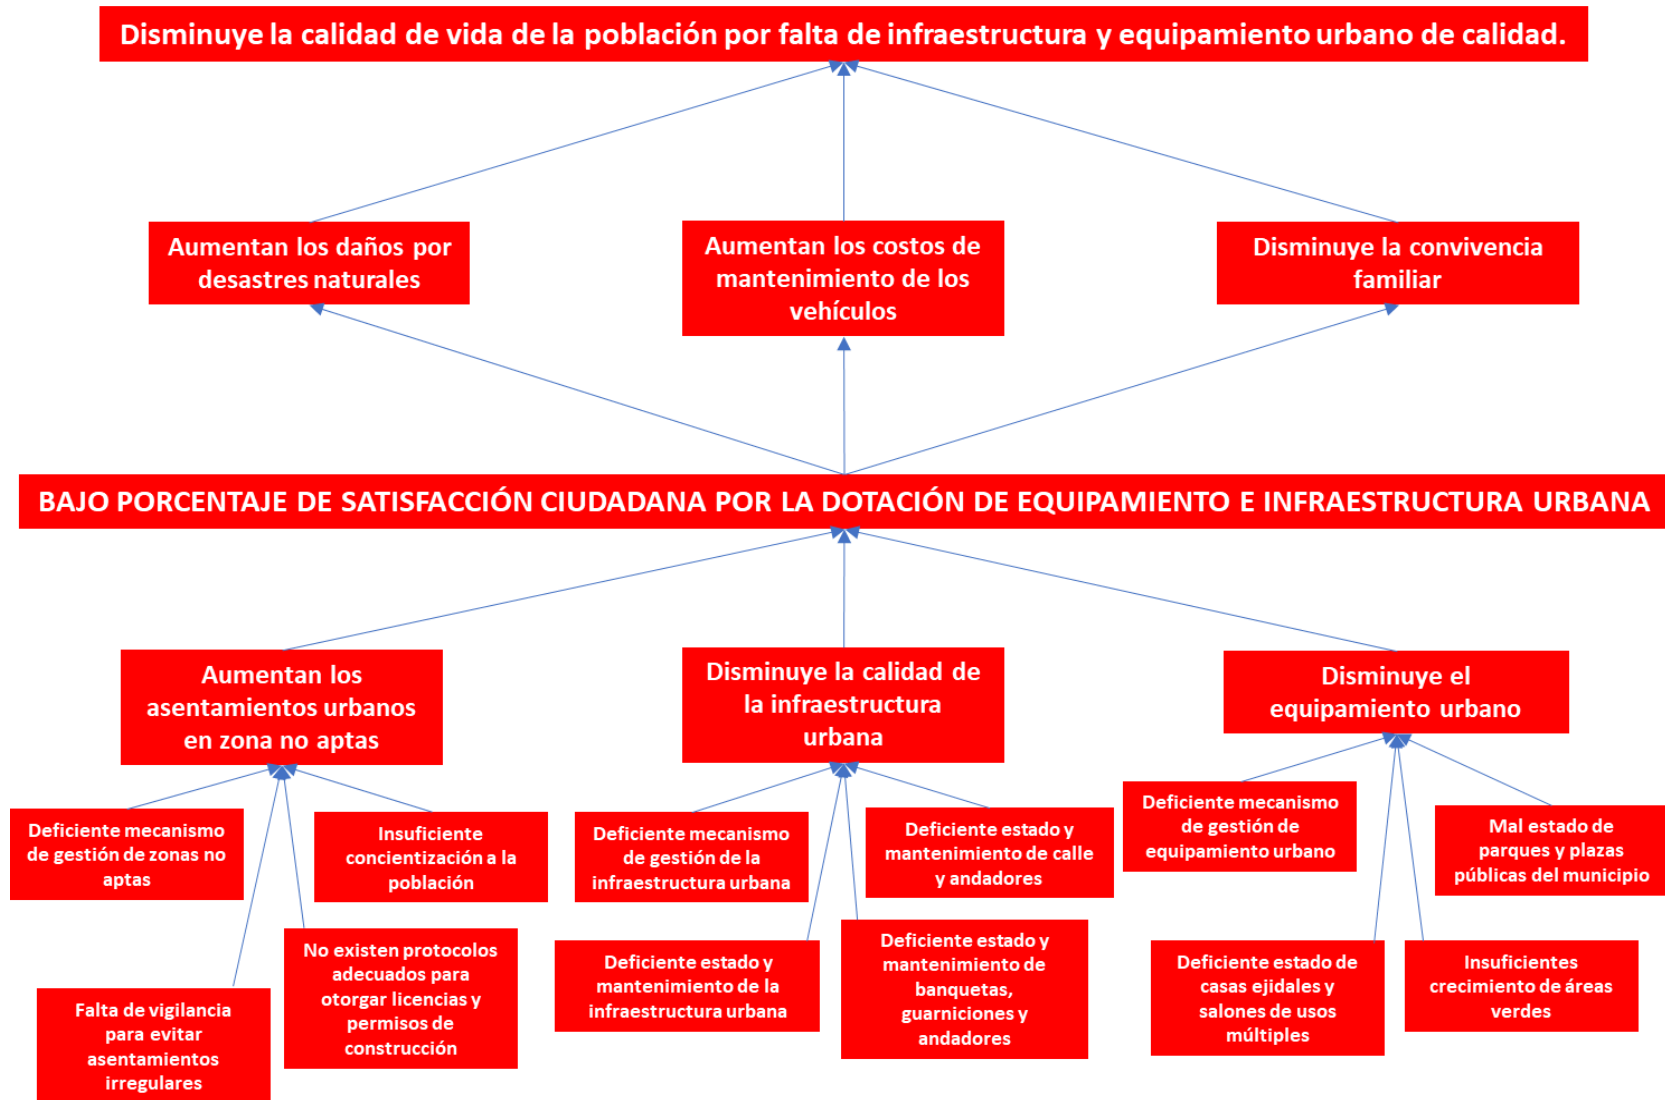 Disminuye la calidad de vida de la población por falta de infraestructura y equipamiento urbano de calidad.
Aumentan los daños por
desastres naturales
Aumentan los costos de
mantenimiento de los
vehículos
Disminuye la convivencia
familiar
BAJO PORCENTAJE DE SATISFACCIÓN CIUDADANA POR LA DOTACIÓN DE EQUIPAMIENTO E INFRAESTRUCTURA URBANA
Aumentan los
asentamientos urbanos
en zona no aptas
Disminuye la calidad de
la infraestructura
urbana
Disminuye el
equipamiento urbano
Deficiente mecanismo
de gestión de zonas no
aptas
Insuficiente
concientización a la
población
Deficiente mecanismo
de gestión de la
infraestructura urbana
Deficiente estado y
mantenimiento de calle
y andadores
Deficiente mecanismo
de gestión de
equipamiento urbano
Mal estado de
parques y plazas
públicas del municipio
Falta de vigilancia
para evitar
asentamientos
irregulares
No existen protocolos
adecuados para
otorgar licencias y
permisos de
construcción
Deficiente estado y
mantenimiento de la
infraestructura urbana
Deficiente estado y
mantenimiento de
banquetas,
guarniciones y
andadores
Deficiente estado de
casas ejidales y
salones de usos
múltiples
Insuficientes
crecimiento de áreas
verdes